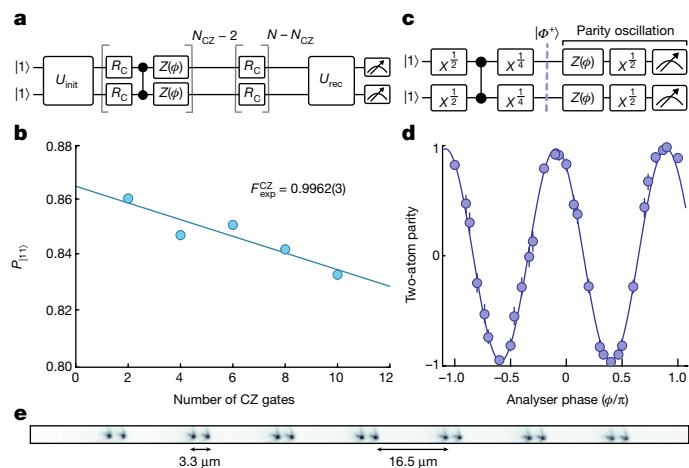 a
N_CZ − 2
N − N_CZ
|1⟩
|1⟩
U_init
R_C
R_C
Z(ϕ)
Z(ϕ)
R_C
R_C
U_rec
b
0.88
0.86
0.84
0.82
0.80
P_|11⟩
F^CZ_exp = 0.9962(3)
0 2 4 6 8 10 12
Number of CZ gates
c
|Φ⁺⟩
Parity oscillation
|1⟩ X^1/2 X^1/4 Z(ϕ) X^1/2
|1⟩ X^1/2 X^1/4 Z(ϕ) X^1/2
d
1
0
−1
Two-atom parity
−1.0 −0.5 0 0.5 1.0
Analyser phase (ϕ/π)
e
3.3 μm
16.5 μm